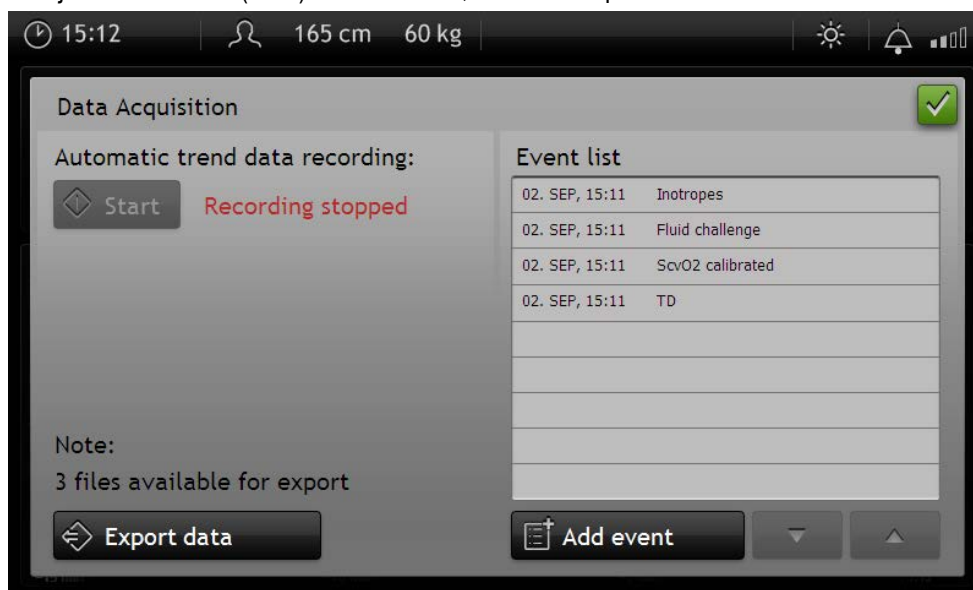 15:12 165 cm 60 kg
Data Acquisition
Automatic trend data recording:
Start Recording stopped
Note:
3 files available for export
Export data
Event list
02. SEP, 15:11 Inotropes
02. SEP, 15:11 Fluid challenge
02. SEP, 15:11 ScvO2 calibrated
02. SEP, 15:11 TD
Add event